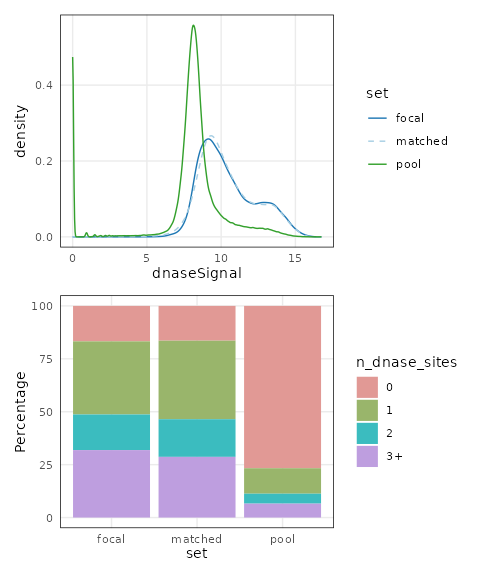 density
0.4
0.2
0.0
0
5
10
15
dnaseSignal
set
focal
matched
pool
Percentage
100
75
50
25
0
focal
matched
pool
set
n_dnase_sites
0
1
2
3+